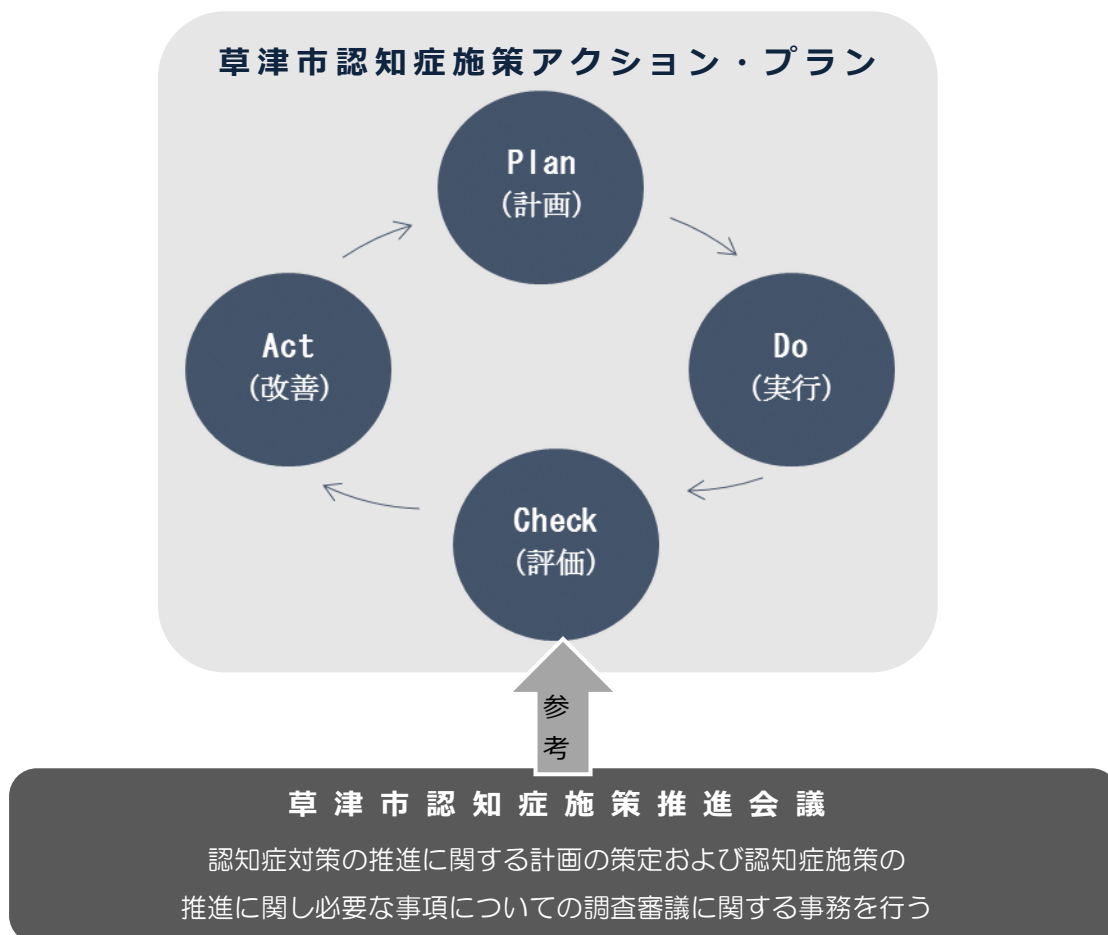 草津市認知症施策アクション・プラン
Plan
(計画)
Do
(実行)
Check
(評価)
Act
(改善)
参
考
草津市認知症施策推進会議
認知症対策の推進に関する計画の策定および認知症施策の
推進に関し必要な事項についての調査審議に関する事務を行う